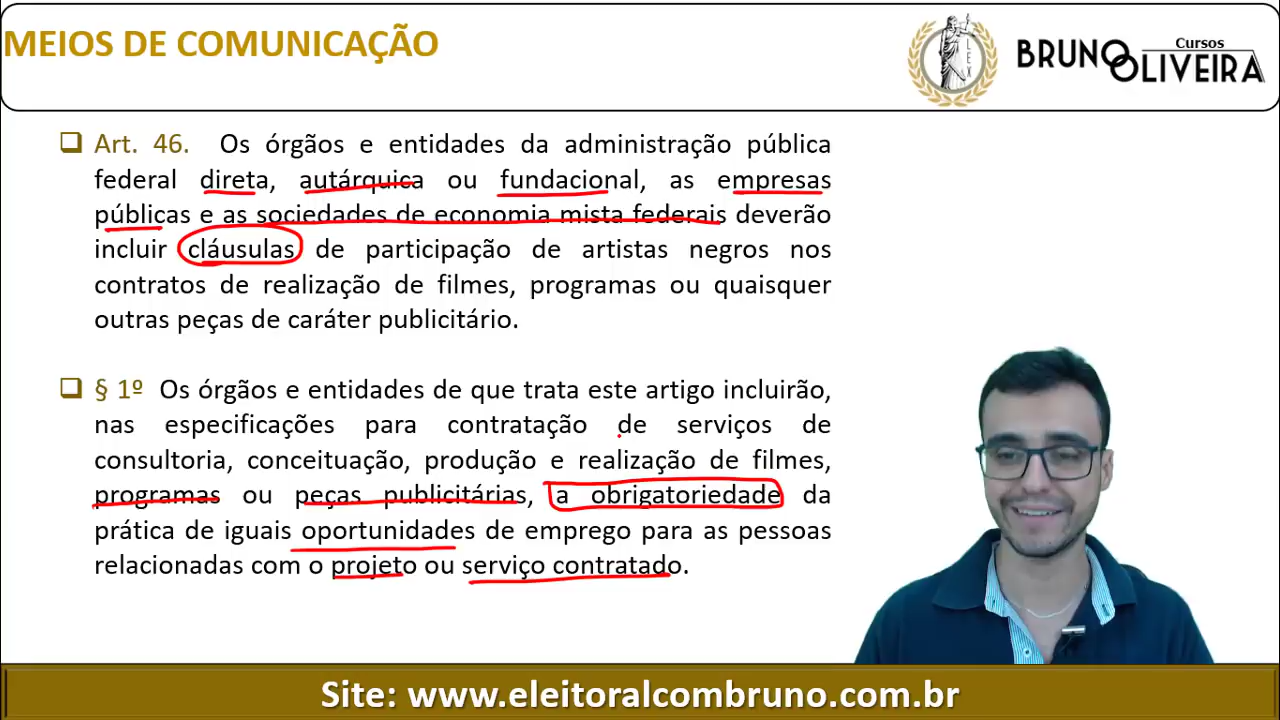 MEIOS DE COMUNICAÇÃO
LEX
Cursos
BRUNO OLIVEIRA
Art. 46. Os órgãos e entidades da administração pública
federal direta, autárquica ou fundacional, as empresas
públicas e as sociedades de economia mista federais deverão
incluir cláusulas de participação de artistas negros nos
contratos de realização de filmes, programas ou quaisquer
outras peças de caráter publicitário.
§ 1º Os órgãos e entidades de que trata este artigo incluirão,
nas especificações para contratação de serviços de
consultoria, conceituação, produção e realização de filmes,
programas ou peças publicitárias, a obrigatoriedade da
prática de iguais oportunidades de emprego para as pessoas
relacionadas com o projeto ou serviço contratado.
Site: www.eleitoralcombruno.com.br